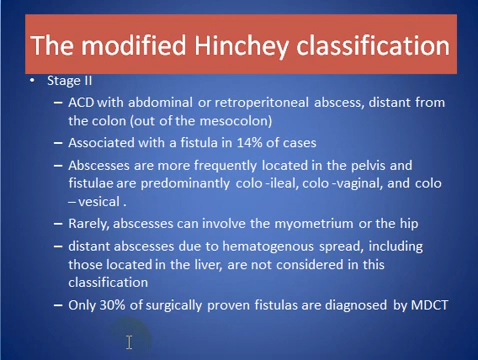 The modified Hinchey classification
• Stage II
– ACD with abdominal or retroperitoneal abscess, distant from
the colon (out of the mesocolon)
– Associated with a fistula in 14% of cases
– Abscesses are more frequently located in the pelvis and
fistulae are predominantly colo -ileal, colo -vaginal, and colo
– vesical .
– Rarely, abscesses can involve the myometrium or the hip
– distant abscesses due to hematogenous spread, including
those located in the liver, are not considered in this
classification
– Only 30% of surgically proven fistulas are diagnosed by MDCT